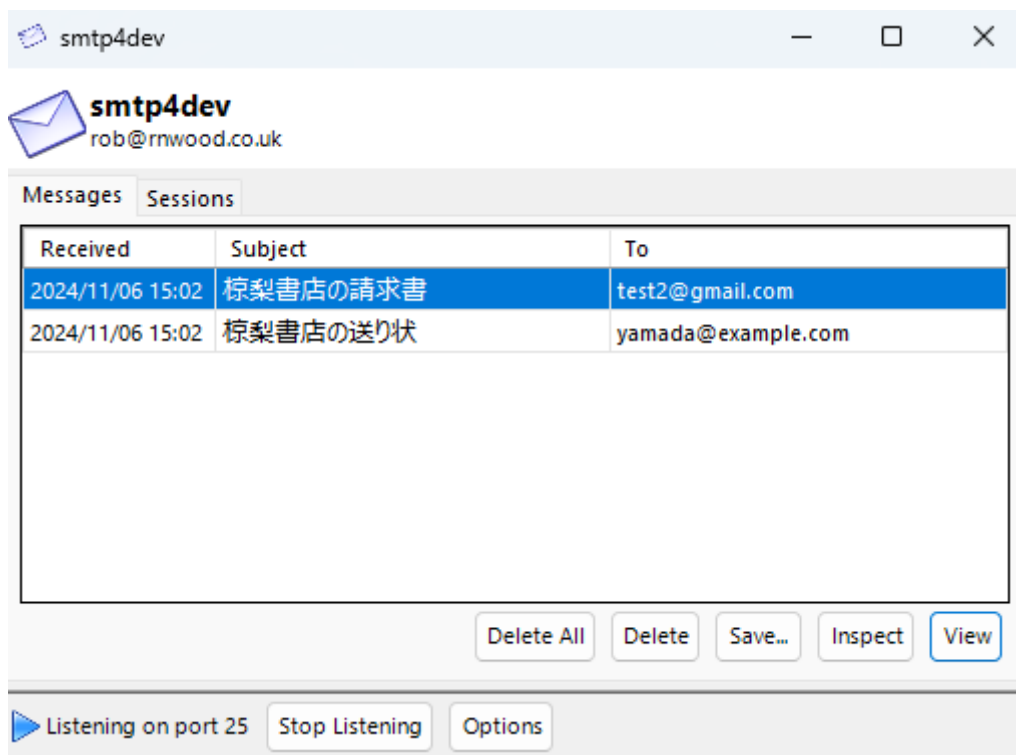 smtp4dev
smtp4dev
rob@rnwood.co.uk
Messages Sessions
Received Subject To
2024/11/06 15:02 椋梨書店の請求書 test2@gmail.com
2024/11/06 15:02 椋梨書店の送り状 yamada@example.com
Delete All Delete Save... Inspect View
Listening on port 25 Stop Listening Options